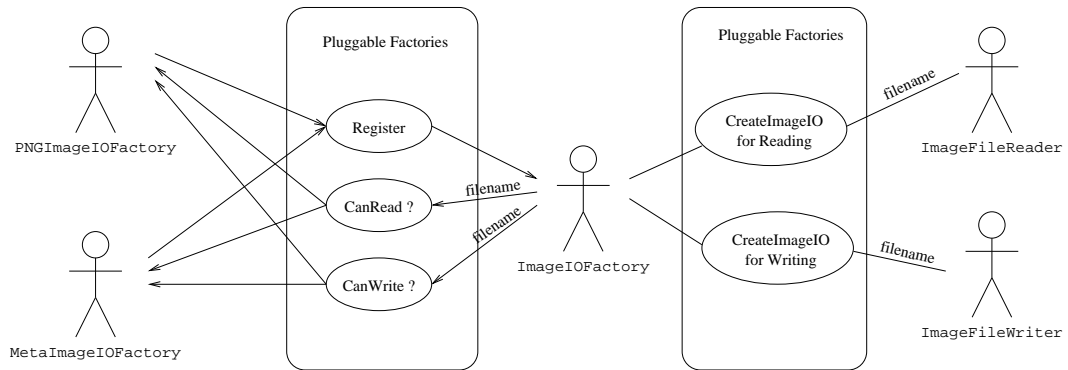 Pluggable Factories
Pluggable Factories
filename
Register
CreateImageIO
for Reading
PNGImageIOFactory
ImageFileReader
filename
CanRead ?
filename
CreateImageIO
for Writing
filename
ImageIOFactory
CanWrite ?
MetaImageIOFactory
ImageFileWriter